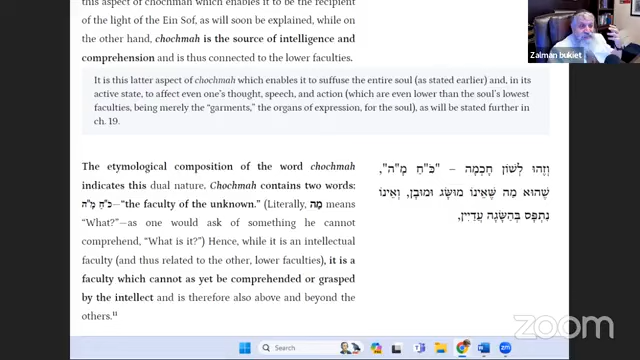 this aspect of chochmah which enables it to be the recipient
of the light of the Ein Sof, as will soon be explained, while on
the other hand, chochmah is the source of intelligence and
comprehension and is thus connected to the lower faculties.
It is this latter aspect of chochmah which enables it to suffuse the entire soul (as stated earlier) and, in its
active state, to affect even one's thought, speech, and action (which are even lower than the soul's lowest
faculties, being merely the “garments,” the organs of expression, for the soul), as will be stated further in
ch. 19.
The etymological composition of the word chochmah
indicates this dual nature. Chochmah contains two words:
כֹּ"חַ מָ"ה—“the faculty of the unknown.” (Literally, מָה means
“What?”—as one would ask of something he cannot
comprehend, “What is it?”) Hence, while it is an intellectual
faculty (and thus related to the other, lower faculties), it is a
faculty which cannot as yet be comprehended or grasped
by the intellect and is therefore also above and beyond the
others.11
וְזֶהוּ לְשׁוֹן חָכְמָה – "כֹּ"חַ מָ"ה",
שֶׁהוּא מַה שֶּׁאֵינוֹ מוּשָּׂג וּמוּבָן, וְאֵינוֹ
נִתְפָּס בְּהַשָּׂגָה עֲדַיִין,
Zalman bukiet
Search
zoom